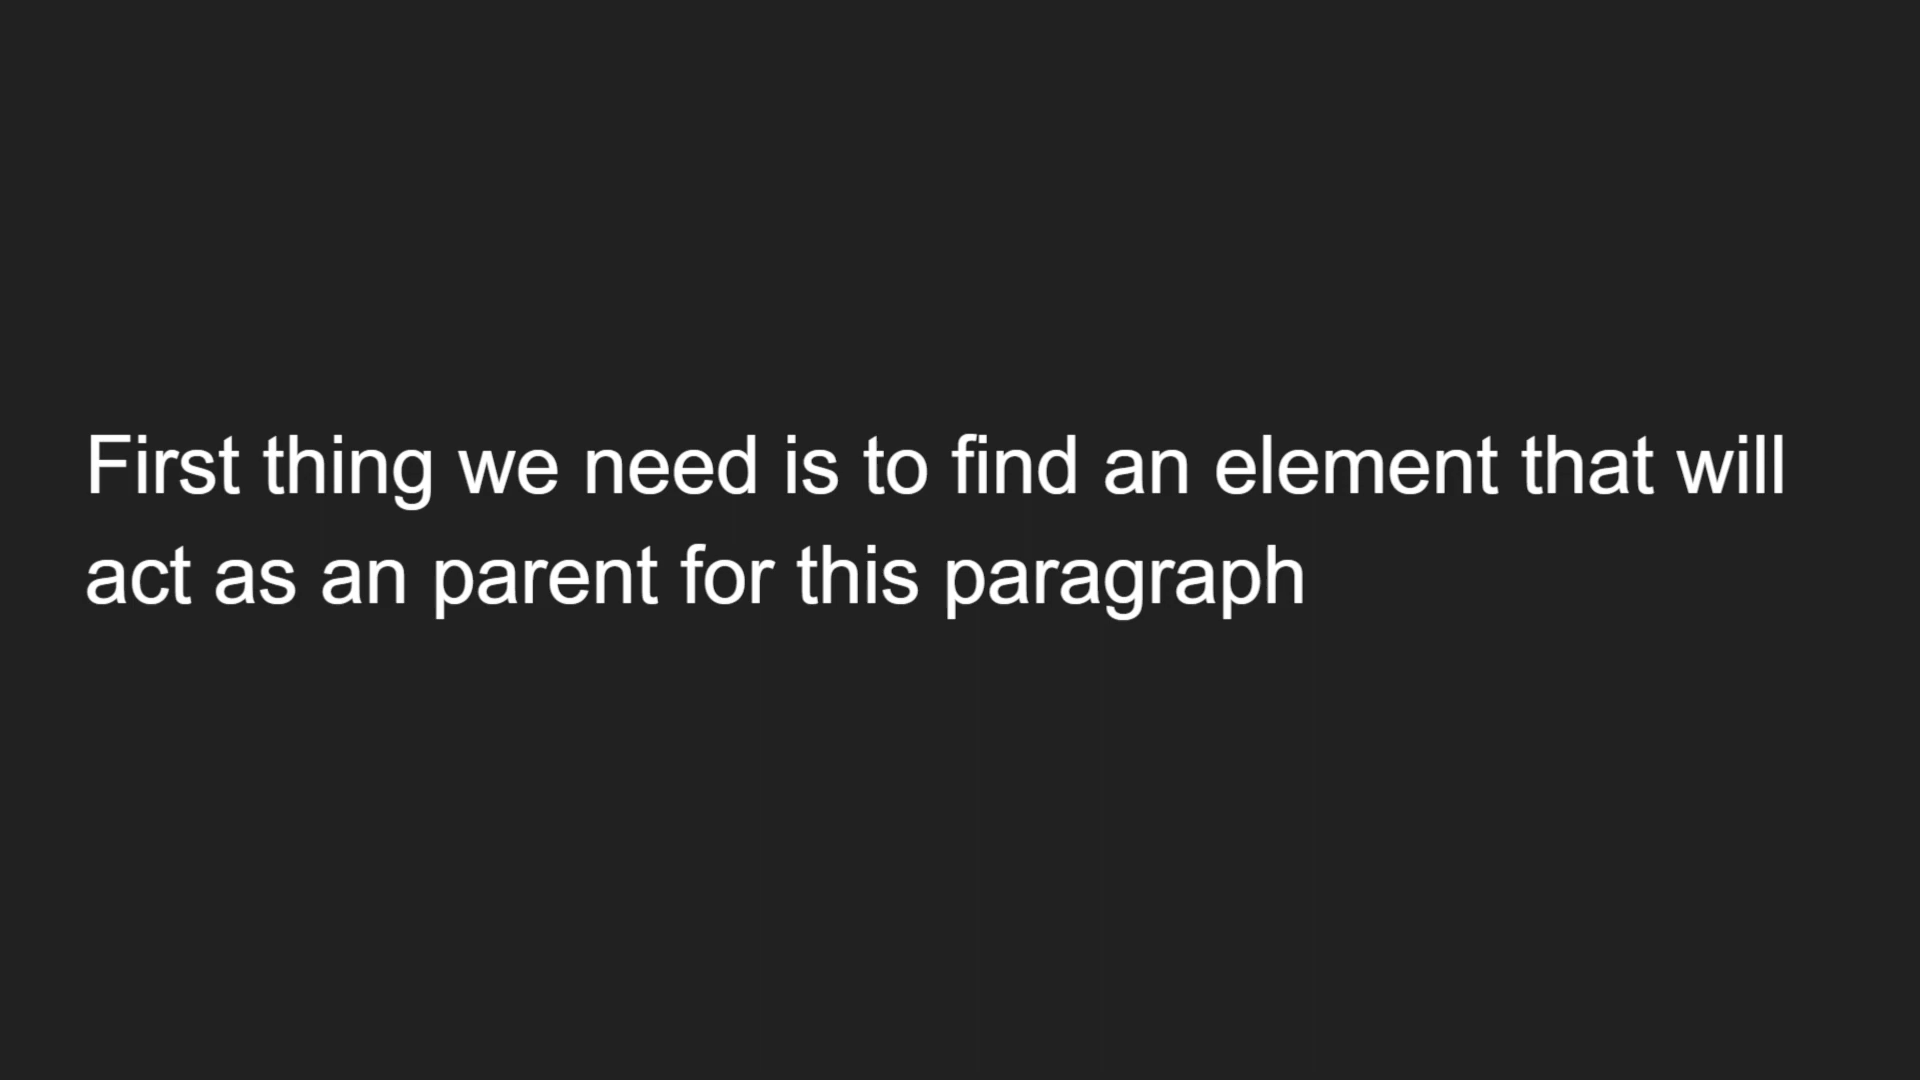 First thing we need is to find an element that will
act as an parent for this paragraph